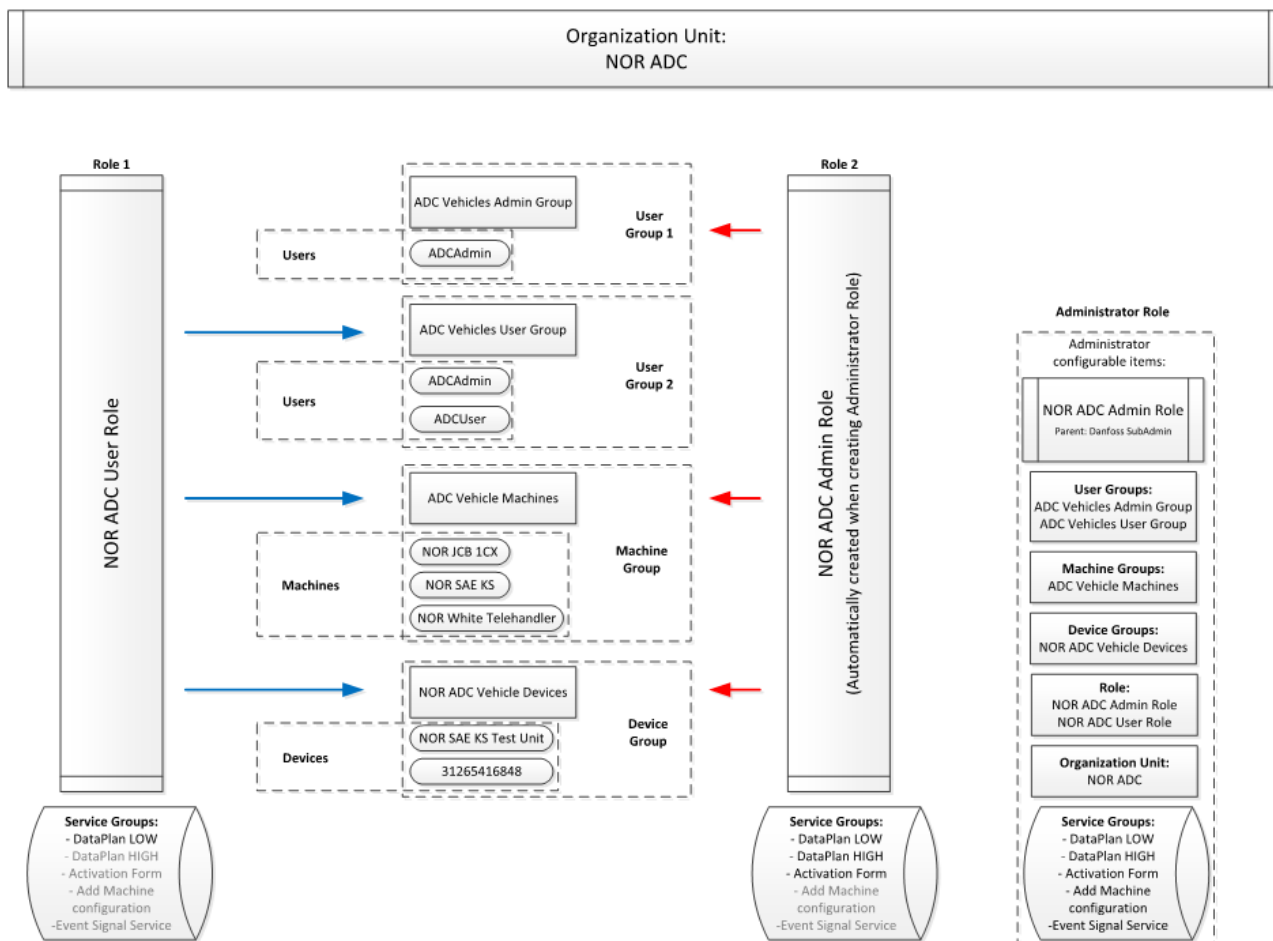 Organization Unit:
NOR ADC
Role 1
NOR ADC User Role
Service Groups:
- DataPlan LOW
- DataPlan HIGH
- Activation Form
- Add Machine
configuration
-Event Signal Service
ADC Vehicles Admin Group
User
Group 1
Users
ADCAdmin
ADC Vehicles User Group
User
Group 2
Users
ADCAdmin
ADCUser
ADC Vehicle Machines
Machine
Group
Machines
NOR JCB 1CX
NOR SAE KS
NOR White Telehandler
NOR ADC Vehicle Devices
Device
Group
Devices
NOR SAE KS Test Unit
31265416848
Role 2
NOR ADC Admin Role
(Automatically created when creating Administrator Role)
Service Groups:
- DataPlan LOW
- DataPlan HIGH
- Activation Form
- Add Machine
configuration
-Event Signal Service
Administrator Role
Administrator
configurable items:
NOR ADC Admin Role
Parent: Danfoss SubAdmin
User Groups:
ADC Vehicles Admin Group
ADC Vehicles User Group
Machine Groups:
ADC Vehicle Machines
Device Groups:
NOR ADC Vehicle Devices
Role:
NOR ADC Admin Role
NOR ADC User Role
Organization Unit:
NOR ADC
Service Groups:
- DataPlan LOW
- DataPlan HIGH
- Activation Form
- Add Machine
configuration
-Event Signal Service